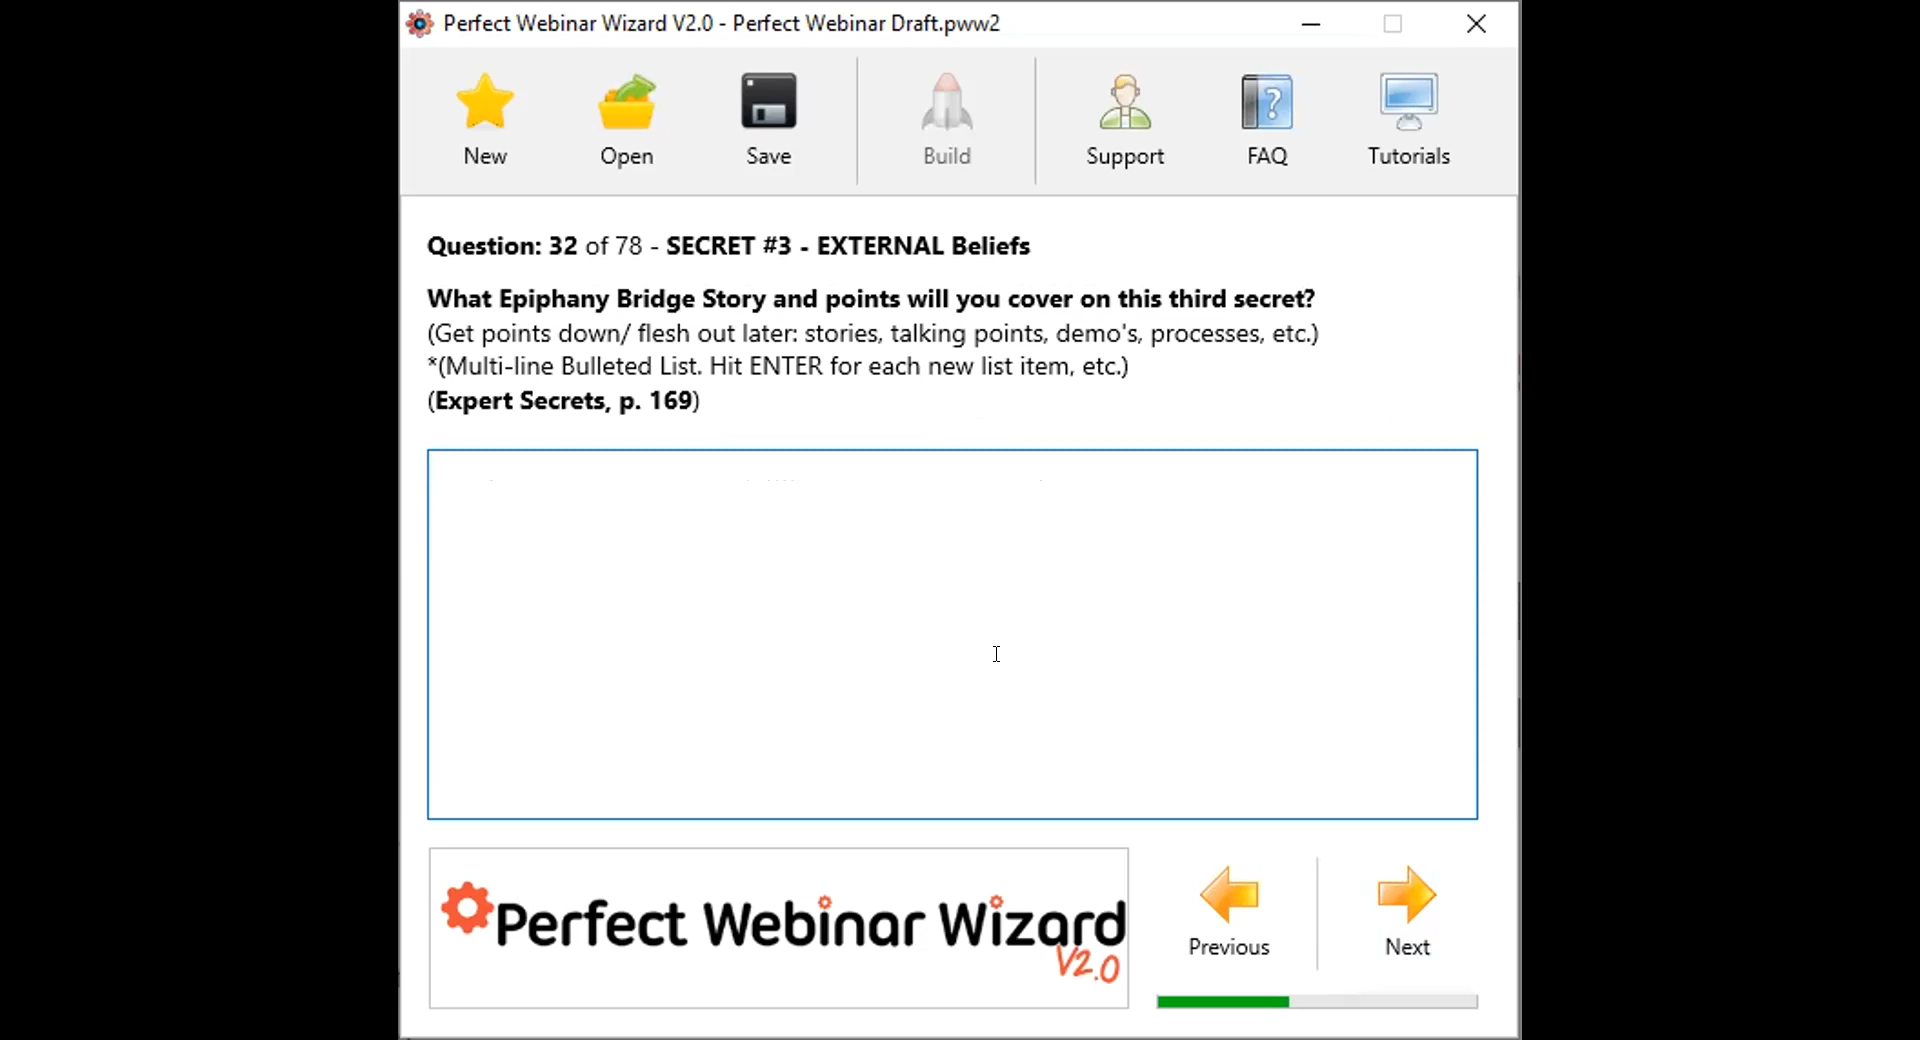 Perfect Webinar Wizard V2.0 - Perfect Webinar Draft.pww2
New Open Save Build Support FAQ Tutorials
Question: 32 of 78 - SECRET #3 - EXTERNAL Beliefs
What Epiphany Bridge Story and points will you cover on this third secret?
(Get points down/ flesh out later: stories, talking points, demo's, processes, etc.)
*(Multi-line Bulleted List. Hit ENTER for each new list item, etc.)
(Expert Secrets, p. 169)
Perfect Webinar Wizard
V2.0
Previous Next